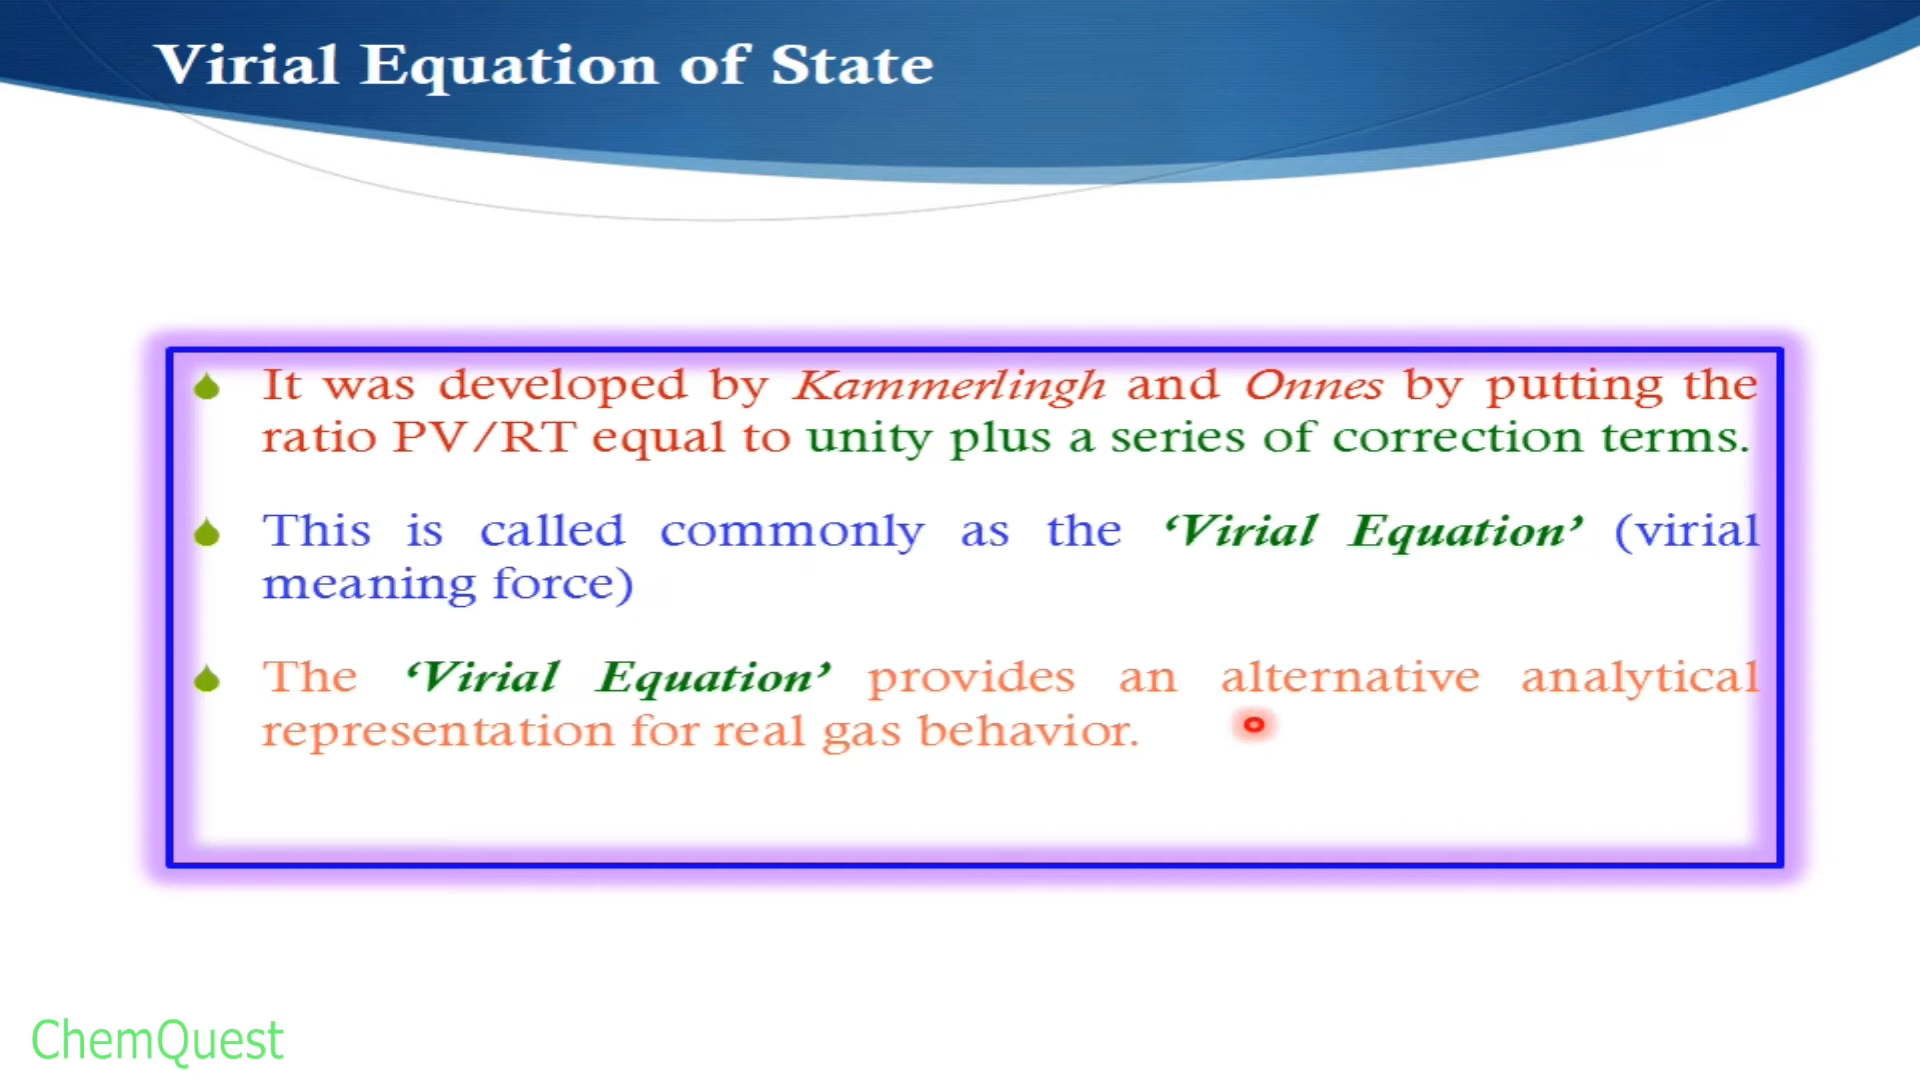 Virial Equation of State
It was developed by Kammerlingh and Onnes by putting the
ratio PV/RT equal to unity plus a series of correction terms.
This is called commonly as the ‘Virial Equation’ (virial
meaning force)
The ‘Virial Equation’ provides an alternative analytical
representation for real gas behavior.
ChemQuest